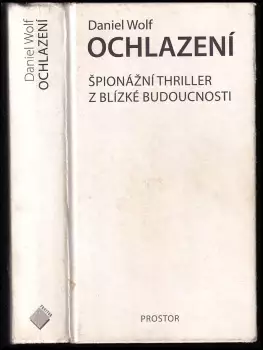 Daniel Wolf
OCHLAZENÍ
Daniel Wolf
OCHLAZENÍ
ŠPIONÁŽNÍ THRILLER
Z BLÍZKÉ BUDOUCNOSTI
PROSTOR